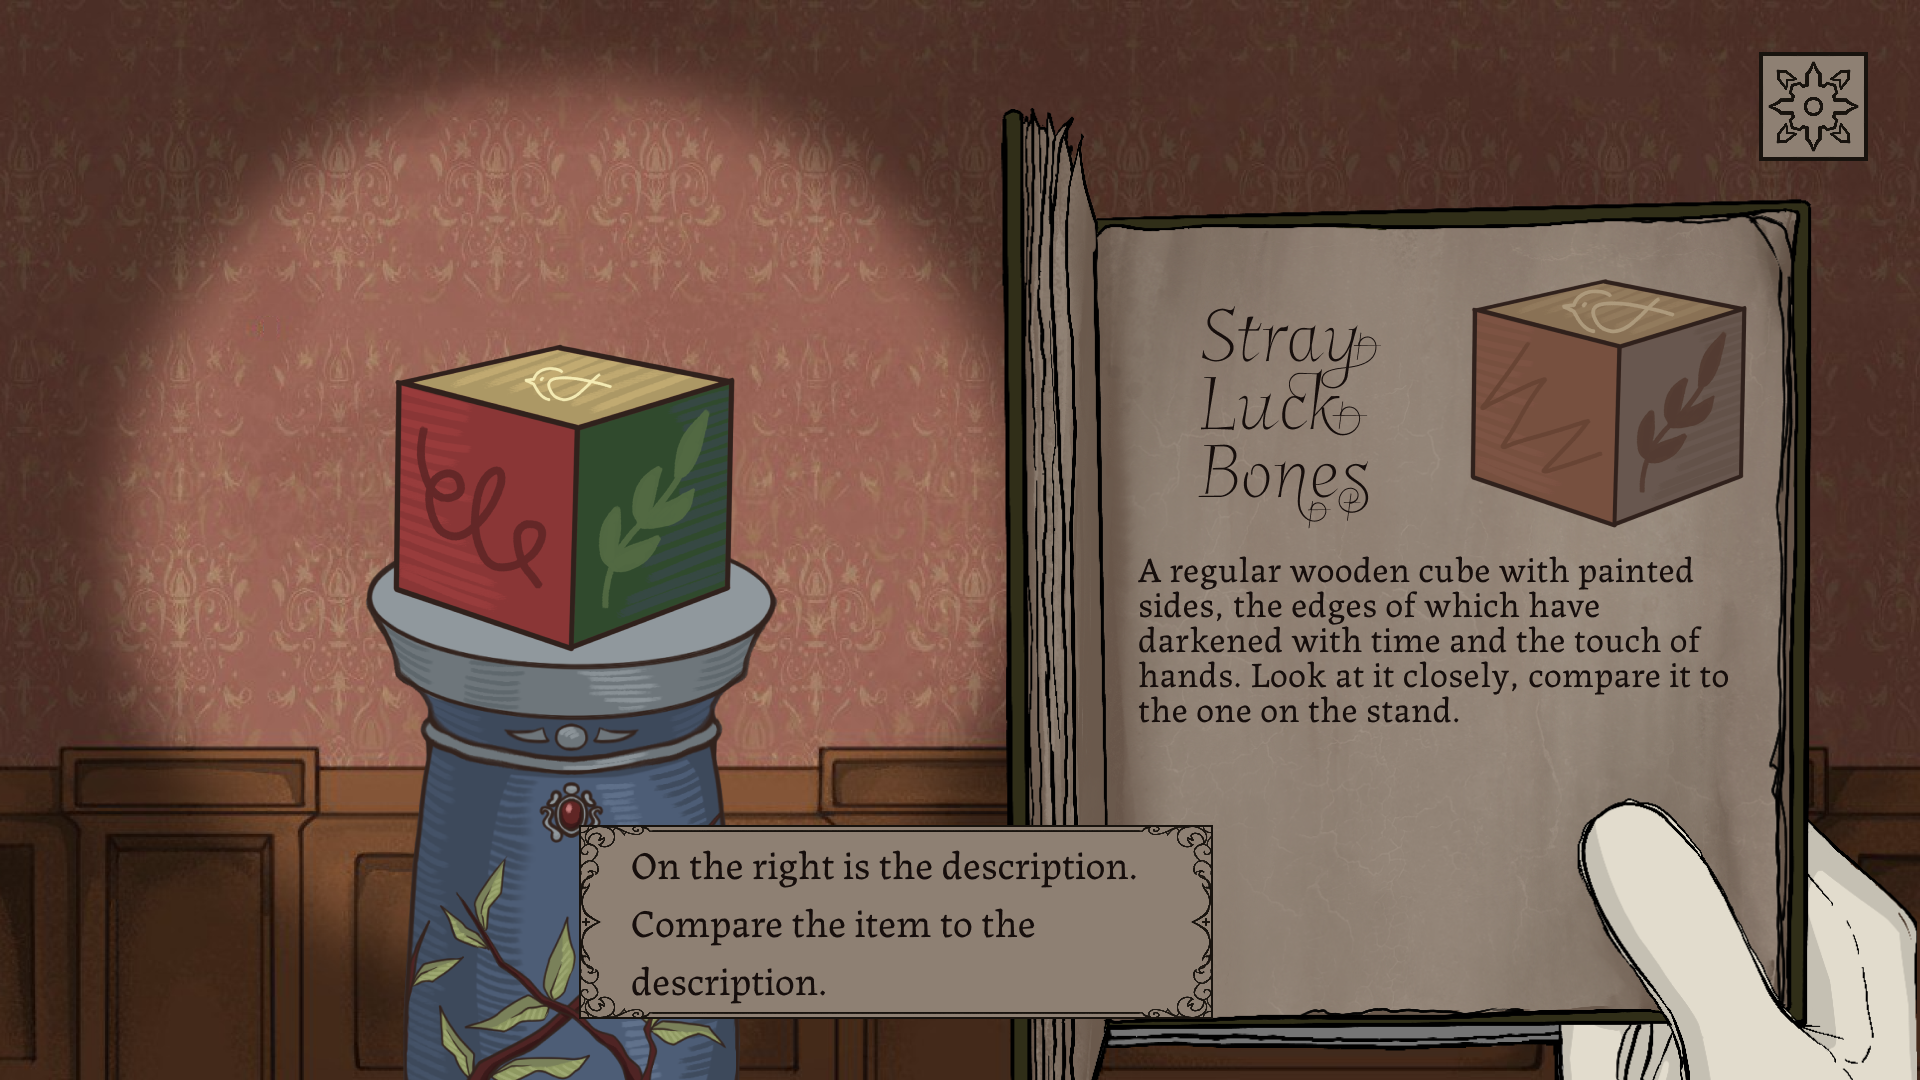 Stray
Luck
Bones
A regular wooden cube with painted
sides, the edges of which have
darkened with time and the touch of
hands. Look at it closely, compare it to
the one on the stand.
On the right is the description.
Compare the item to the
description.